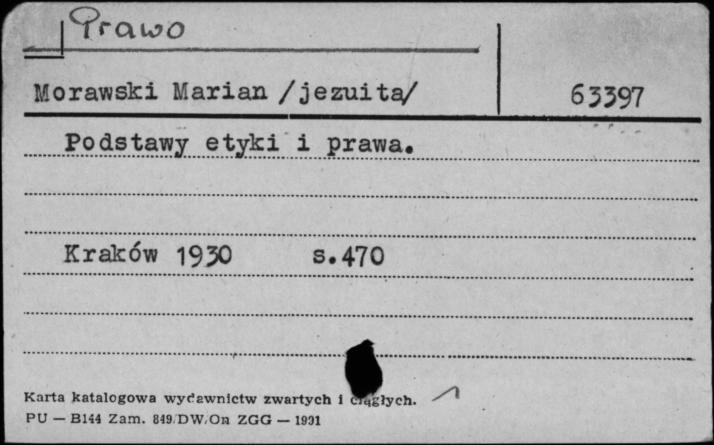 Prawo
Morawski Marian /jezuita/ 63397
Podstawy etyki i prawa.
Kraków 1930 s.470
Karta katalogowa wydawnictw zwartych i ciągłych.
PU — B144 Zam. 849/DW/On ZGG — 1991